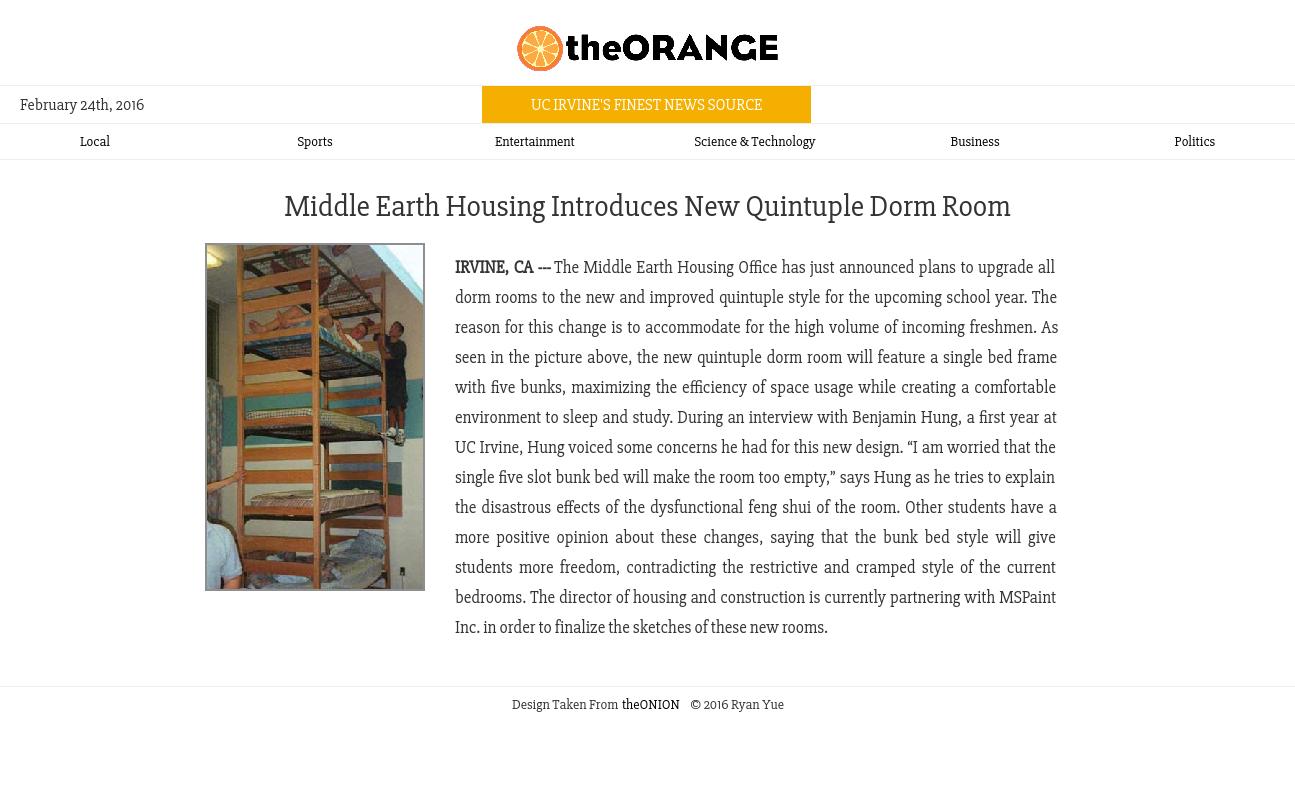 theORANGE
February 24th, 2016
UC IRVINE'S FINEST NEWS SOURCE
Local Sports Entertainment Science & Technology Business Politics
Middle Earth Housing Introduces New Quintuple Dorm Room
IRVINE, CA --- The Middle Earth Housing Office has just announced plans to upgrade all
dorm rooms to the new and improved quintuple style for the upcoming school year. The
reason for this change is to accommodate for the high volume of incoming freshmen. As
seen in the picture above, the new quintuple dorm room will feature a single bed frame
with five bunks, maximizing the efficiency of space usage while creating a comfortable
environment to sleep and study. During an interview with Benjamin Hung, a first year at
UC Irvine, Hung voiced some concerns he had for this new design. “I am worried that the
single five slot bunk bed will make the room too empty,” says Hung as he tries to explain
the disastrous effects of the dysfunctional feng shui of the room. Other students have a
more positive opinion about these changes, saying that the bunk bed style will give
students more freedom, contradicting the restrictive and cramped style of the current
bedrooms. The director of housing and construction is currently partnering with MSPaint
Inc. in order to finalize the sketches of these new rooms.
Design Taken From theONION © 2016 Ryan Yue